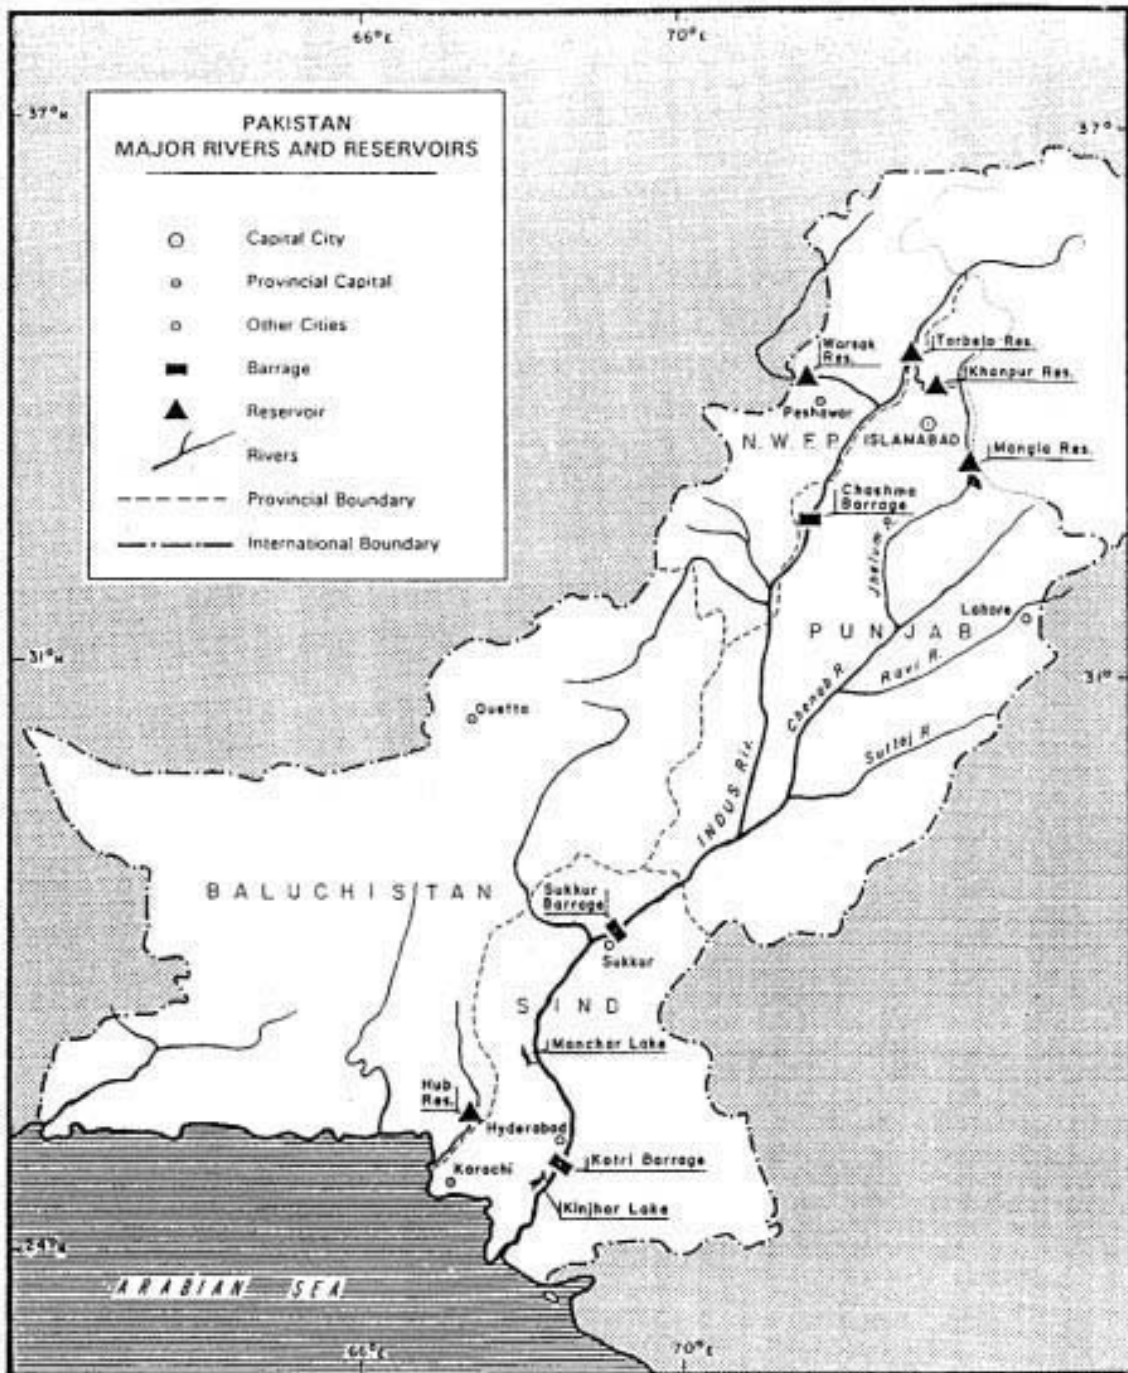 66°E
70°E
37°N
37°N
PAKISTAN
MAJOR RIVERS AND RESERVOIRS
Capital City
Provincial Capital
Other Cities
Barrage
Reservoir
Rivers
Provincial Boundary
International Boundary
Warsak
Res.
Tarbela Res.
Khanpur Res.
Peshawar
N.W.F.P
ISLAMABAD
Mangla Res.
Chashma
Barrage
Jhelum R.
Lahore
PUNJAB
31°N
31°
Ravi R.
Chenab R.
Quetta
Sutlej R
INDUS Riv.
BALUCHISTAN
Sukkur
Barrage
Sukkur
SIND
Manchar Lake
Hub
Res.
Hyderabad
Karachi
Kotri Barrage
Kinjhar Lake
24°N
ARABIAN SEA
66°E
70°E